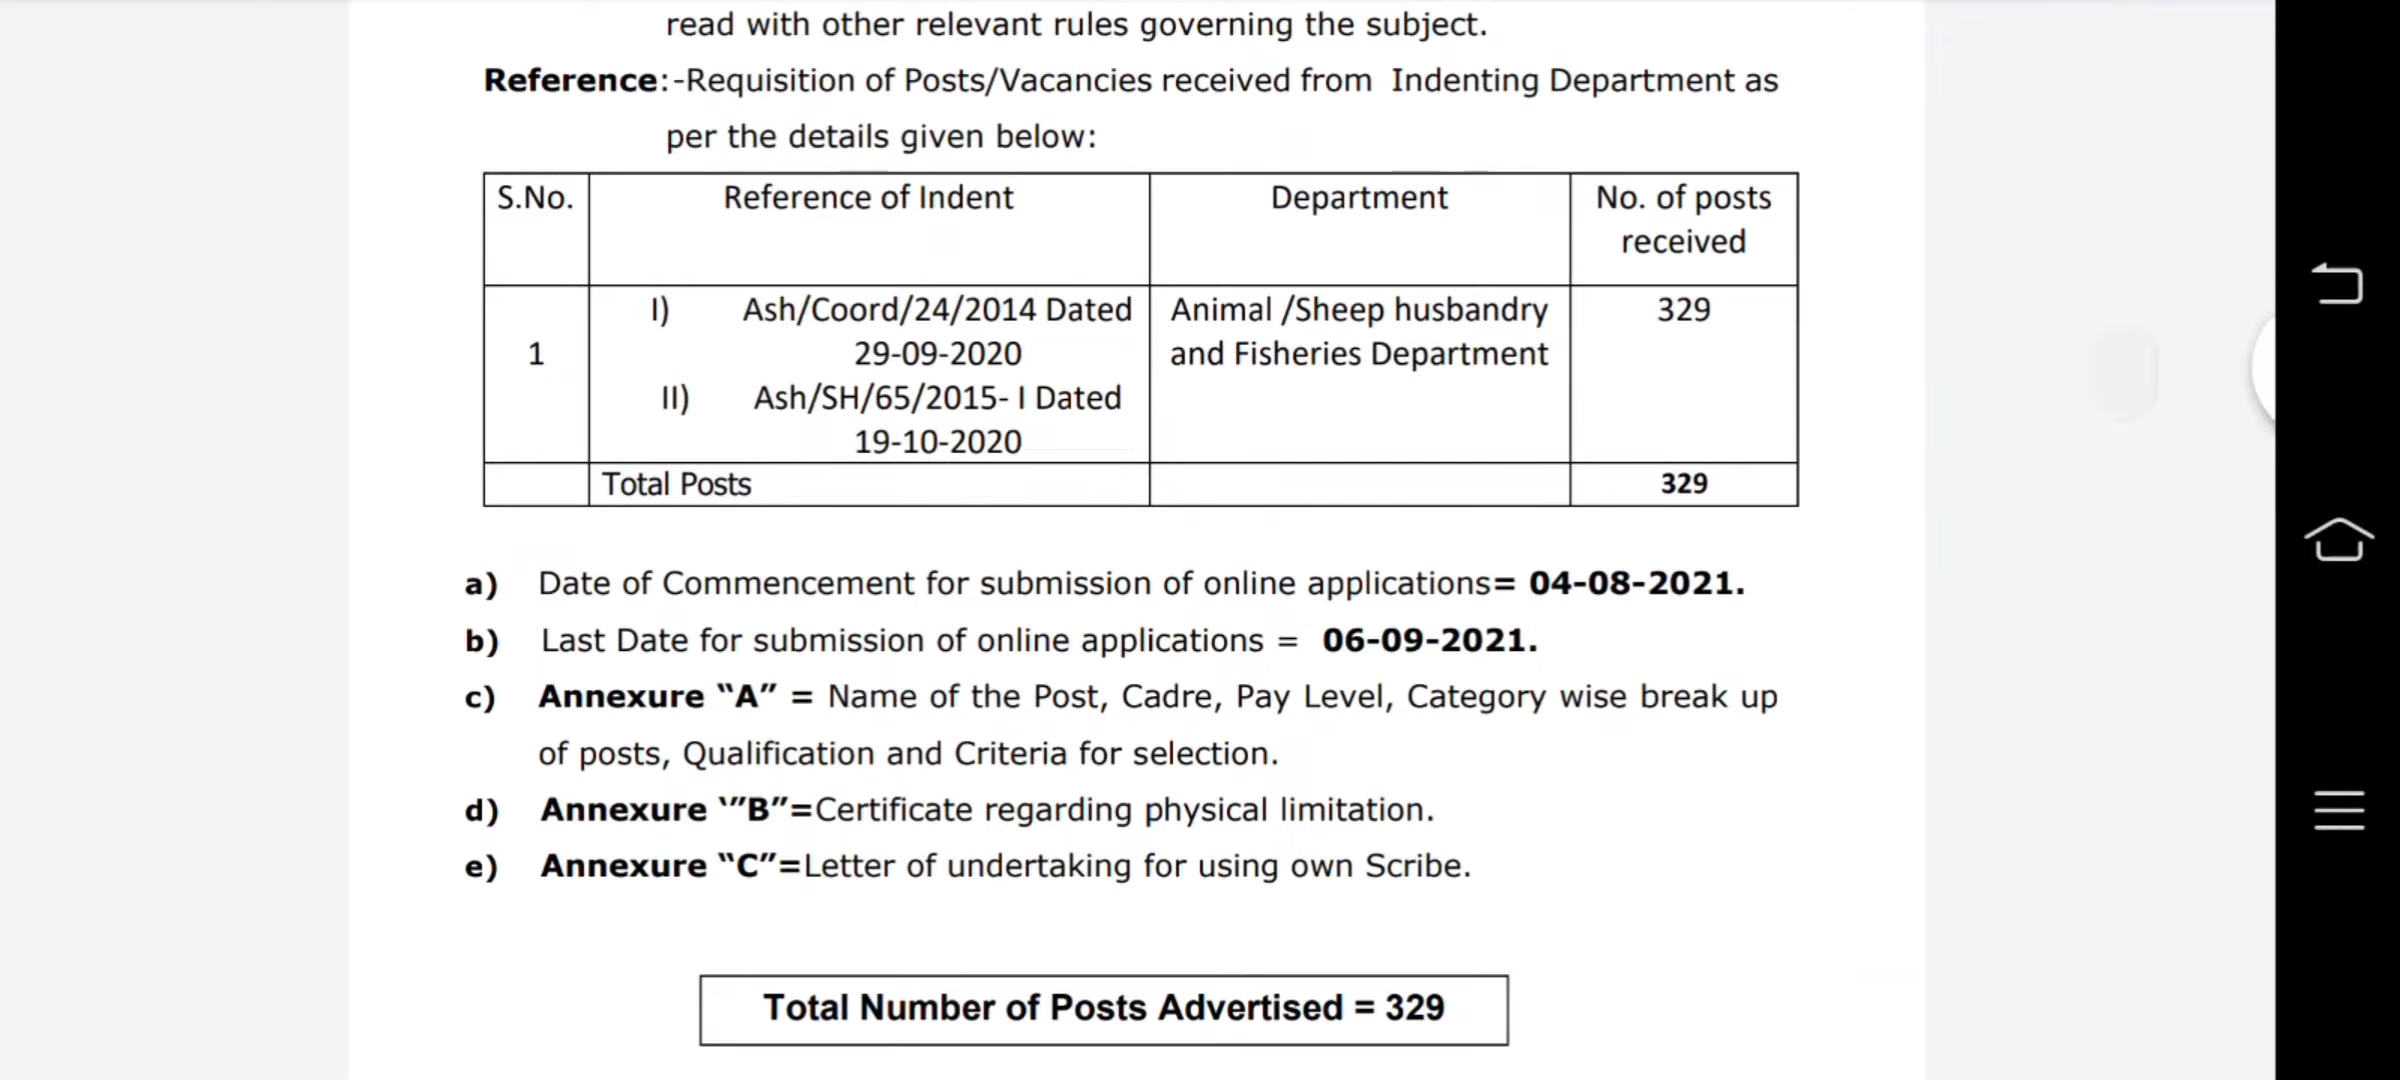 read with other relevant rules governing the subject.
Reference:-Requisition of Posts/Vacancies received from Indenting Department as
per the details given below:
S.No. Reference of Indent Department No. of posts
received
I) Ash/Coord/24/2014 Dated Animal /Sheep husbandry 329
1 29-09-2020 and Fisheries Department
II) Ash/SH/65/2015- I Dated
19-10-2020
Total Posts 329
a) Date of Commencement for submission of online applications= 04-08-2021.
b) Last Date for submission of online applications = 06-09-2021.
c) Annexure “A” = Name of the Post, Cadre, Pay Level, Category wise break up
of posts, Qualification and Criteria for selection.
d) Annexure ‘”B”=Certificate regarding physical limitation.
e) Annexure “C”=Letter of undertaking for using own Scribe.
Total Number of Posts Advertised = 329